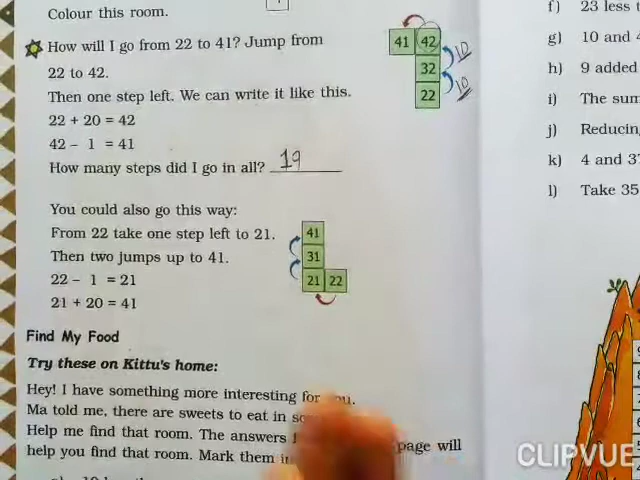 Colour this room.
How will I go from 22 to 41? Jump from
22 to 42.
Then one step left. We can write it like this.
22 + 20 = 42
42 – 1 = 41
How many steps did I go in all? 19
41 42
32
22
10
10
You could also go this way:
From 22 take one step left to 21.
Then two jumps up to 41.
22 – 1 = 21
21 + 20 = 41
41
31
21 22
Find My Food
Try these on Kittu's home:
Hey! I have something more interesting for you.
Ma told me, there are sweets to eat in
Help me find that room. The answers page will
help you find that room. Mark them
f) 23 less
g) 10 and
h) 9 added
i) The sum
j) Reducin
k) 4 and 37
l) Take 35
CLIPVUE